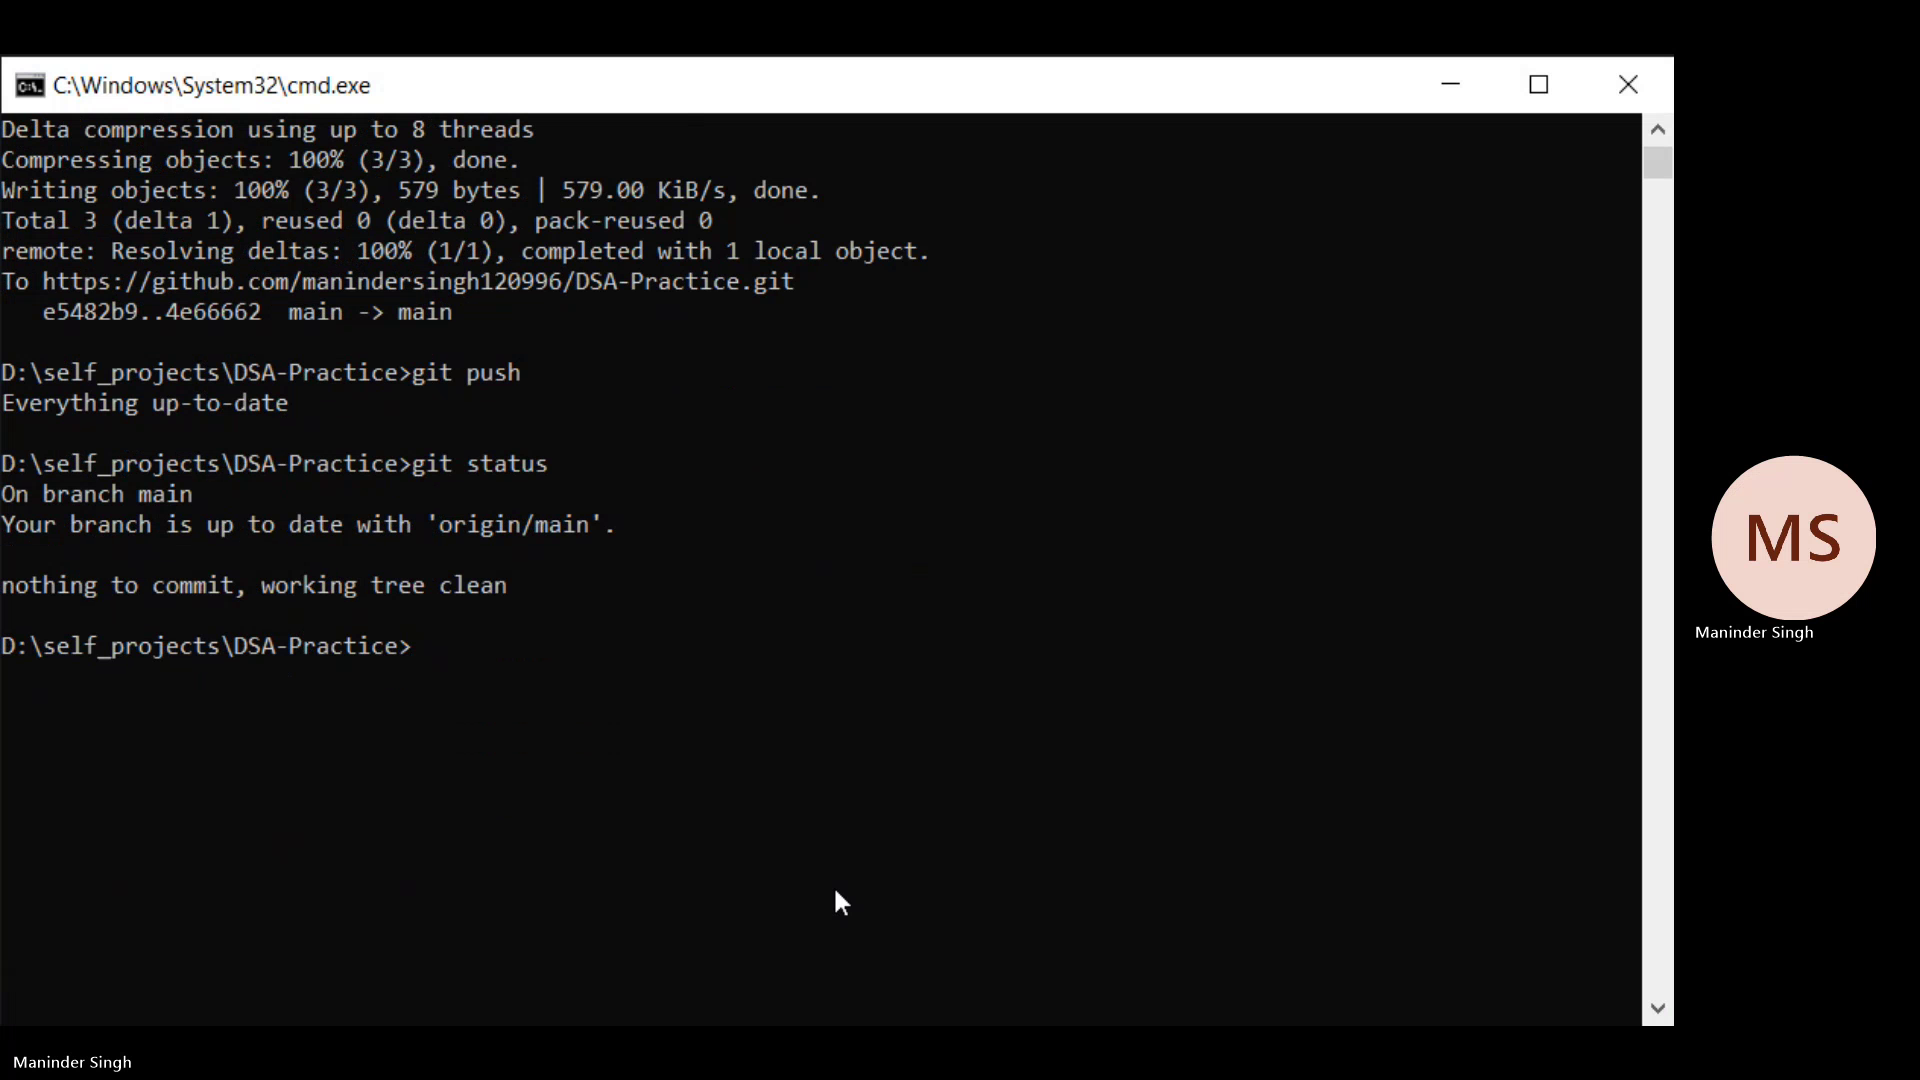 C:\Windows\System32\cmd.exe
Delta compression using up to 8 threads
Compressing objects: 100% (3/3), done.
Writing objects: 100% (3/3), 579 bytes | 579.00 KiB/s, done.
Total 3 (delta 1), reused 0 (delta 0), pack-reused 0
remote: Resolving deltas: 100% (1/1), completed with 1 local object.
To https://github.com/manindersingh120996/DSA-Practice.git
   e5482b9..4e66662  main -> main
D:\self_projects\DSA-Practice>git push
Everything up-to-date
D:\self_projects\DSA-Practice>git status
On branch main
Your branch is up to date with 'origin/main'.
nothing to commit, working tree clean
D:\self_projects\DSA-Practice>
MS
Maninder Singh
Maninder Singh